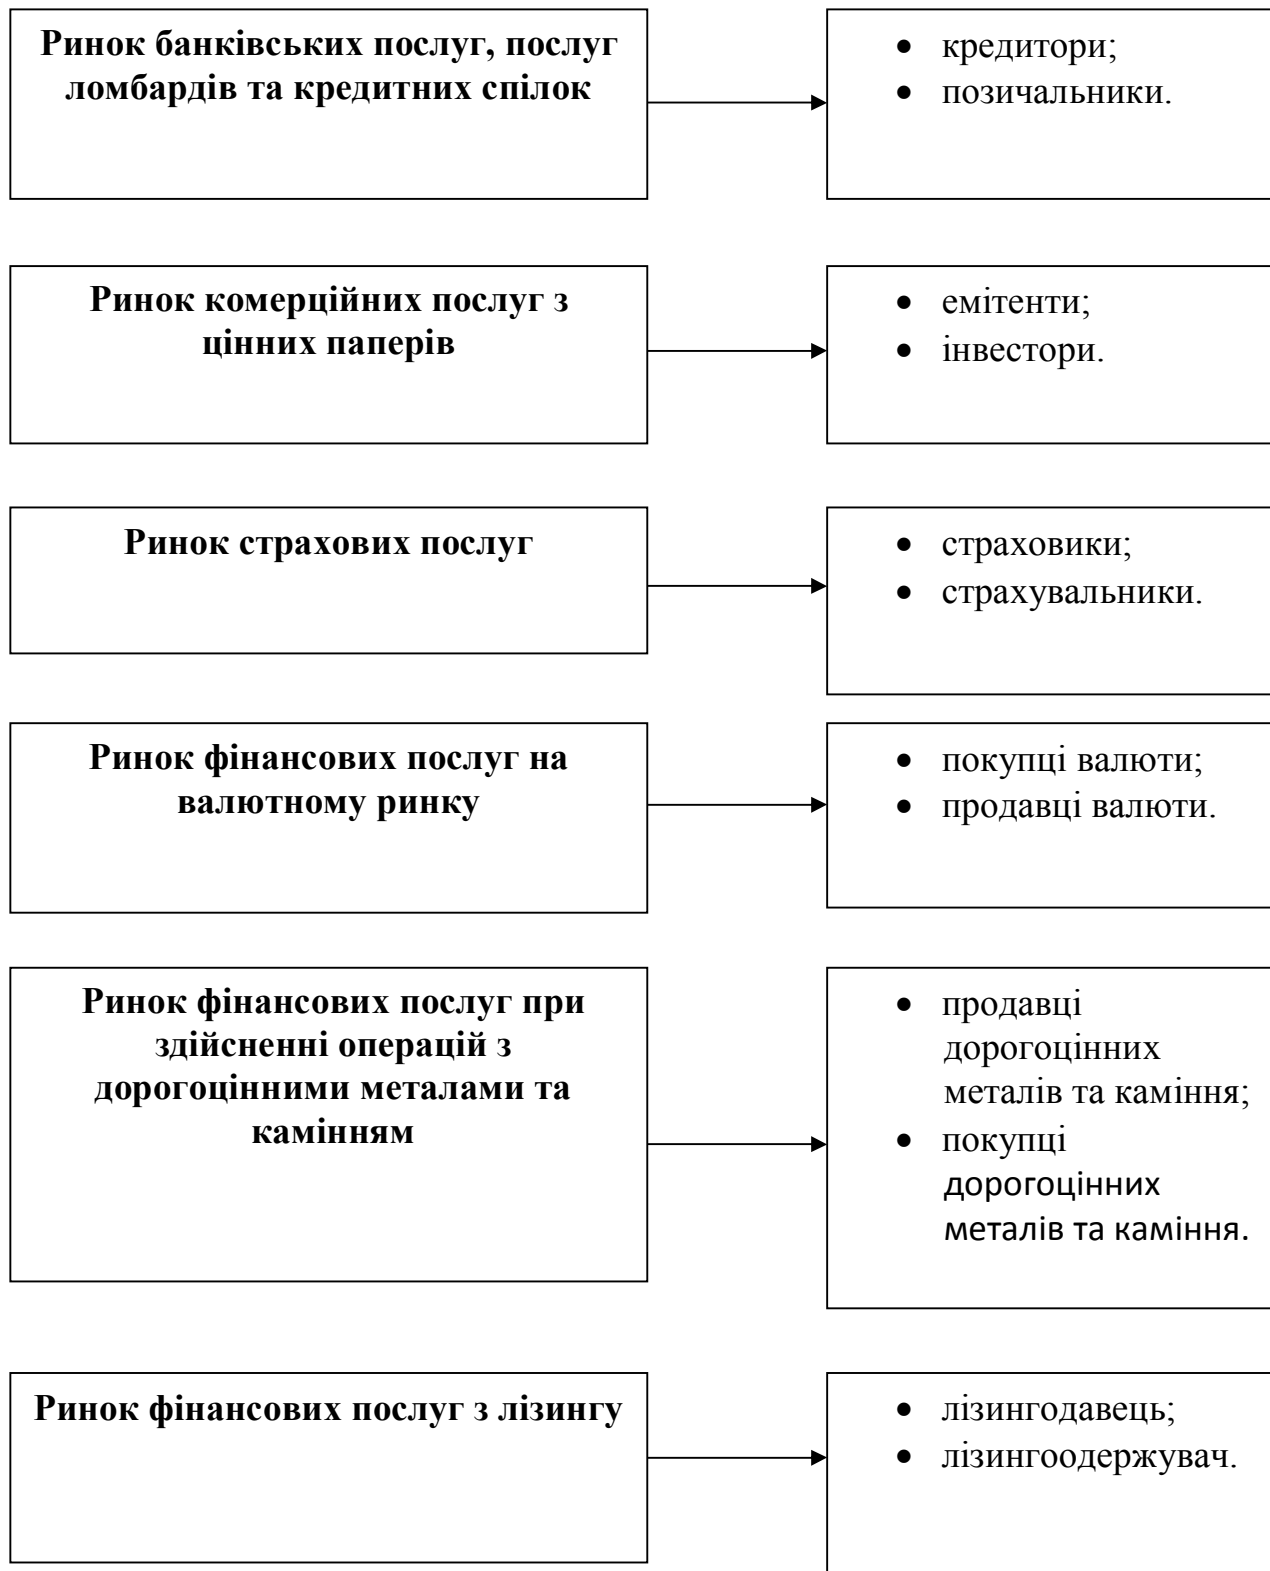 Ринок банківських послуг, послуг
ломбардів та кредитних спілок
• кредитори;
• позичальники.
Ринок комерційних послуг з
цінних паперів
• емітенти;
• інвестори.
Ринок страхових послуг
• страховики;
• страхувальники.
Ринок фінансових послуг на
валютному ринку
• покупці валюти;
• продавці валюти.
Ринок фінансових послуг при
здійсненні операцій з
дорогоцінними металами та
камінням
• продавці
дорогоцінних
металів та каміння;
• покупці
дорогоцінних
металів та каміння.
Ринок фінансових послуг з лізингу
• лізингодавець;
• лізингоодержувач.